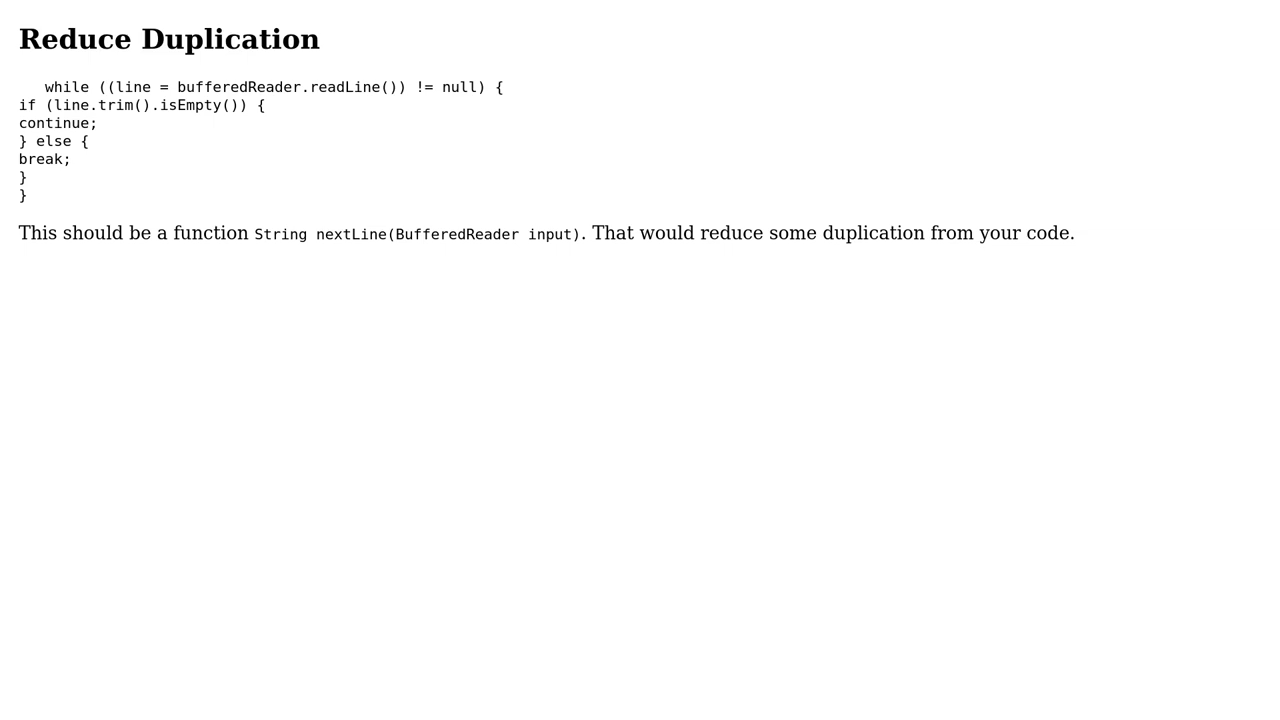 Reduce Duplication
while ((line = bufferedReader.readLine()) != null) {
if (line.trim().isEmpty()) {
continue;
} else {
break;
}
}
This should be a function String nextLine(BufferedReader input). That would reduce some duplication from your code.